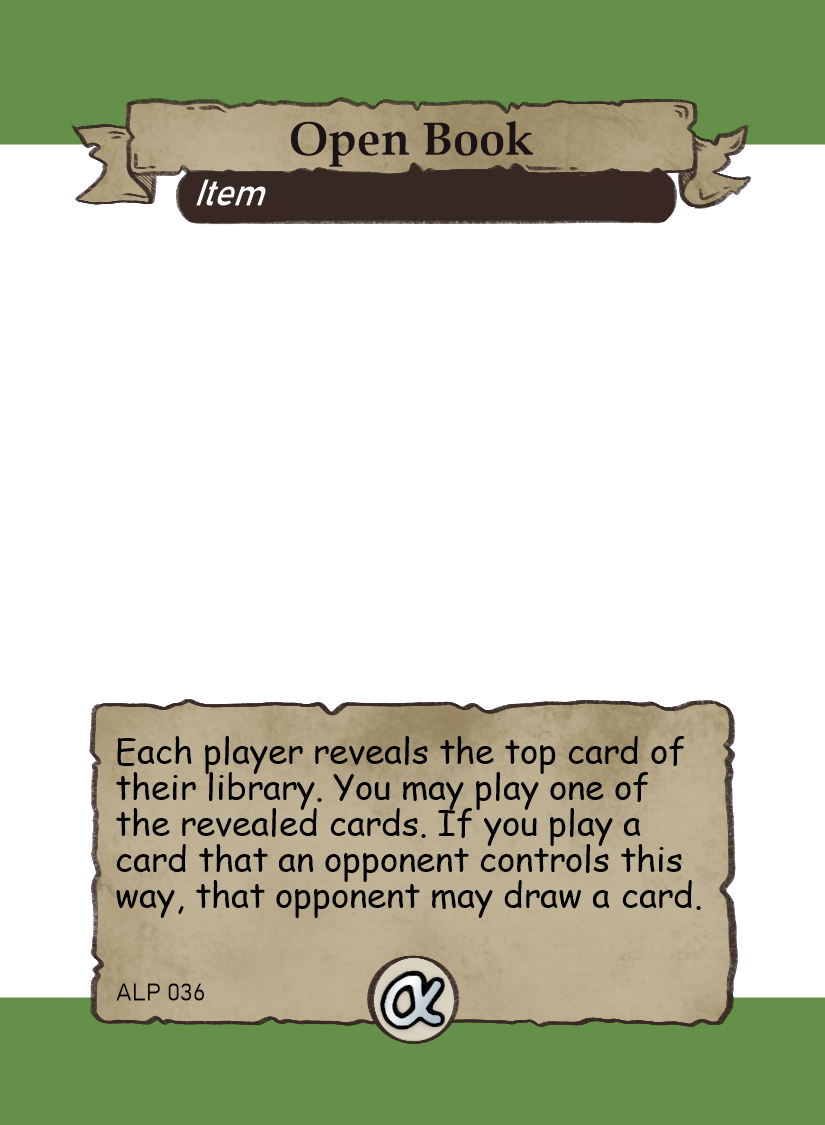 Open Book
Item
Each player reveals the top card of
their library. You may play one of
the revealed cards. If you play a
card that an opponent controls this
way, that opponent may draw a card.
ALP 036
α